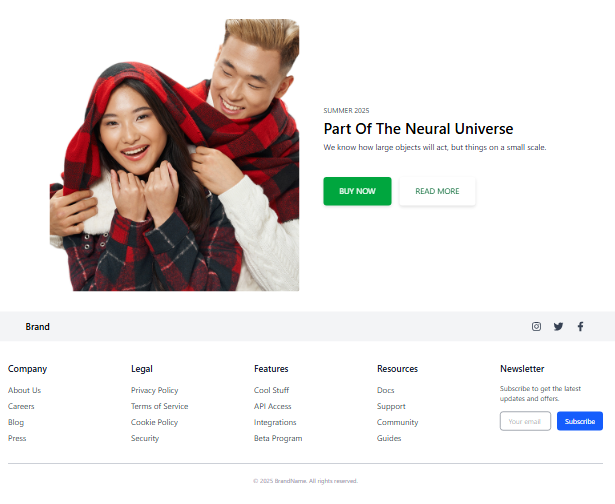 SUMMER 2025
Part Of The Neural Universe
We know how large objects will act, but things on a small scale.
BUY NOW
READ MORE
Brand
Company
About Us
Careers
Blog
Press
Legal
Privacy Policy
Terms of Service
Cookie Policy
Security
Features
Cool Stuff
API Access
Integrations
Beta Program
Resources
Docs
Support
Community
Guides
Newsletter
Subscribe to get the latest
updates and offers.
Your email
Subscribe
© 2025 BrandName. All rights reserved.